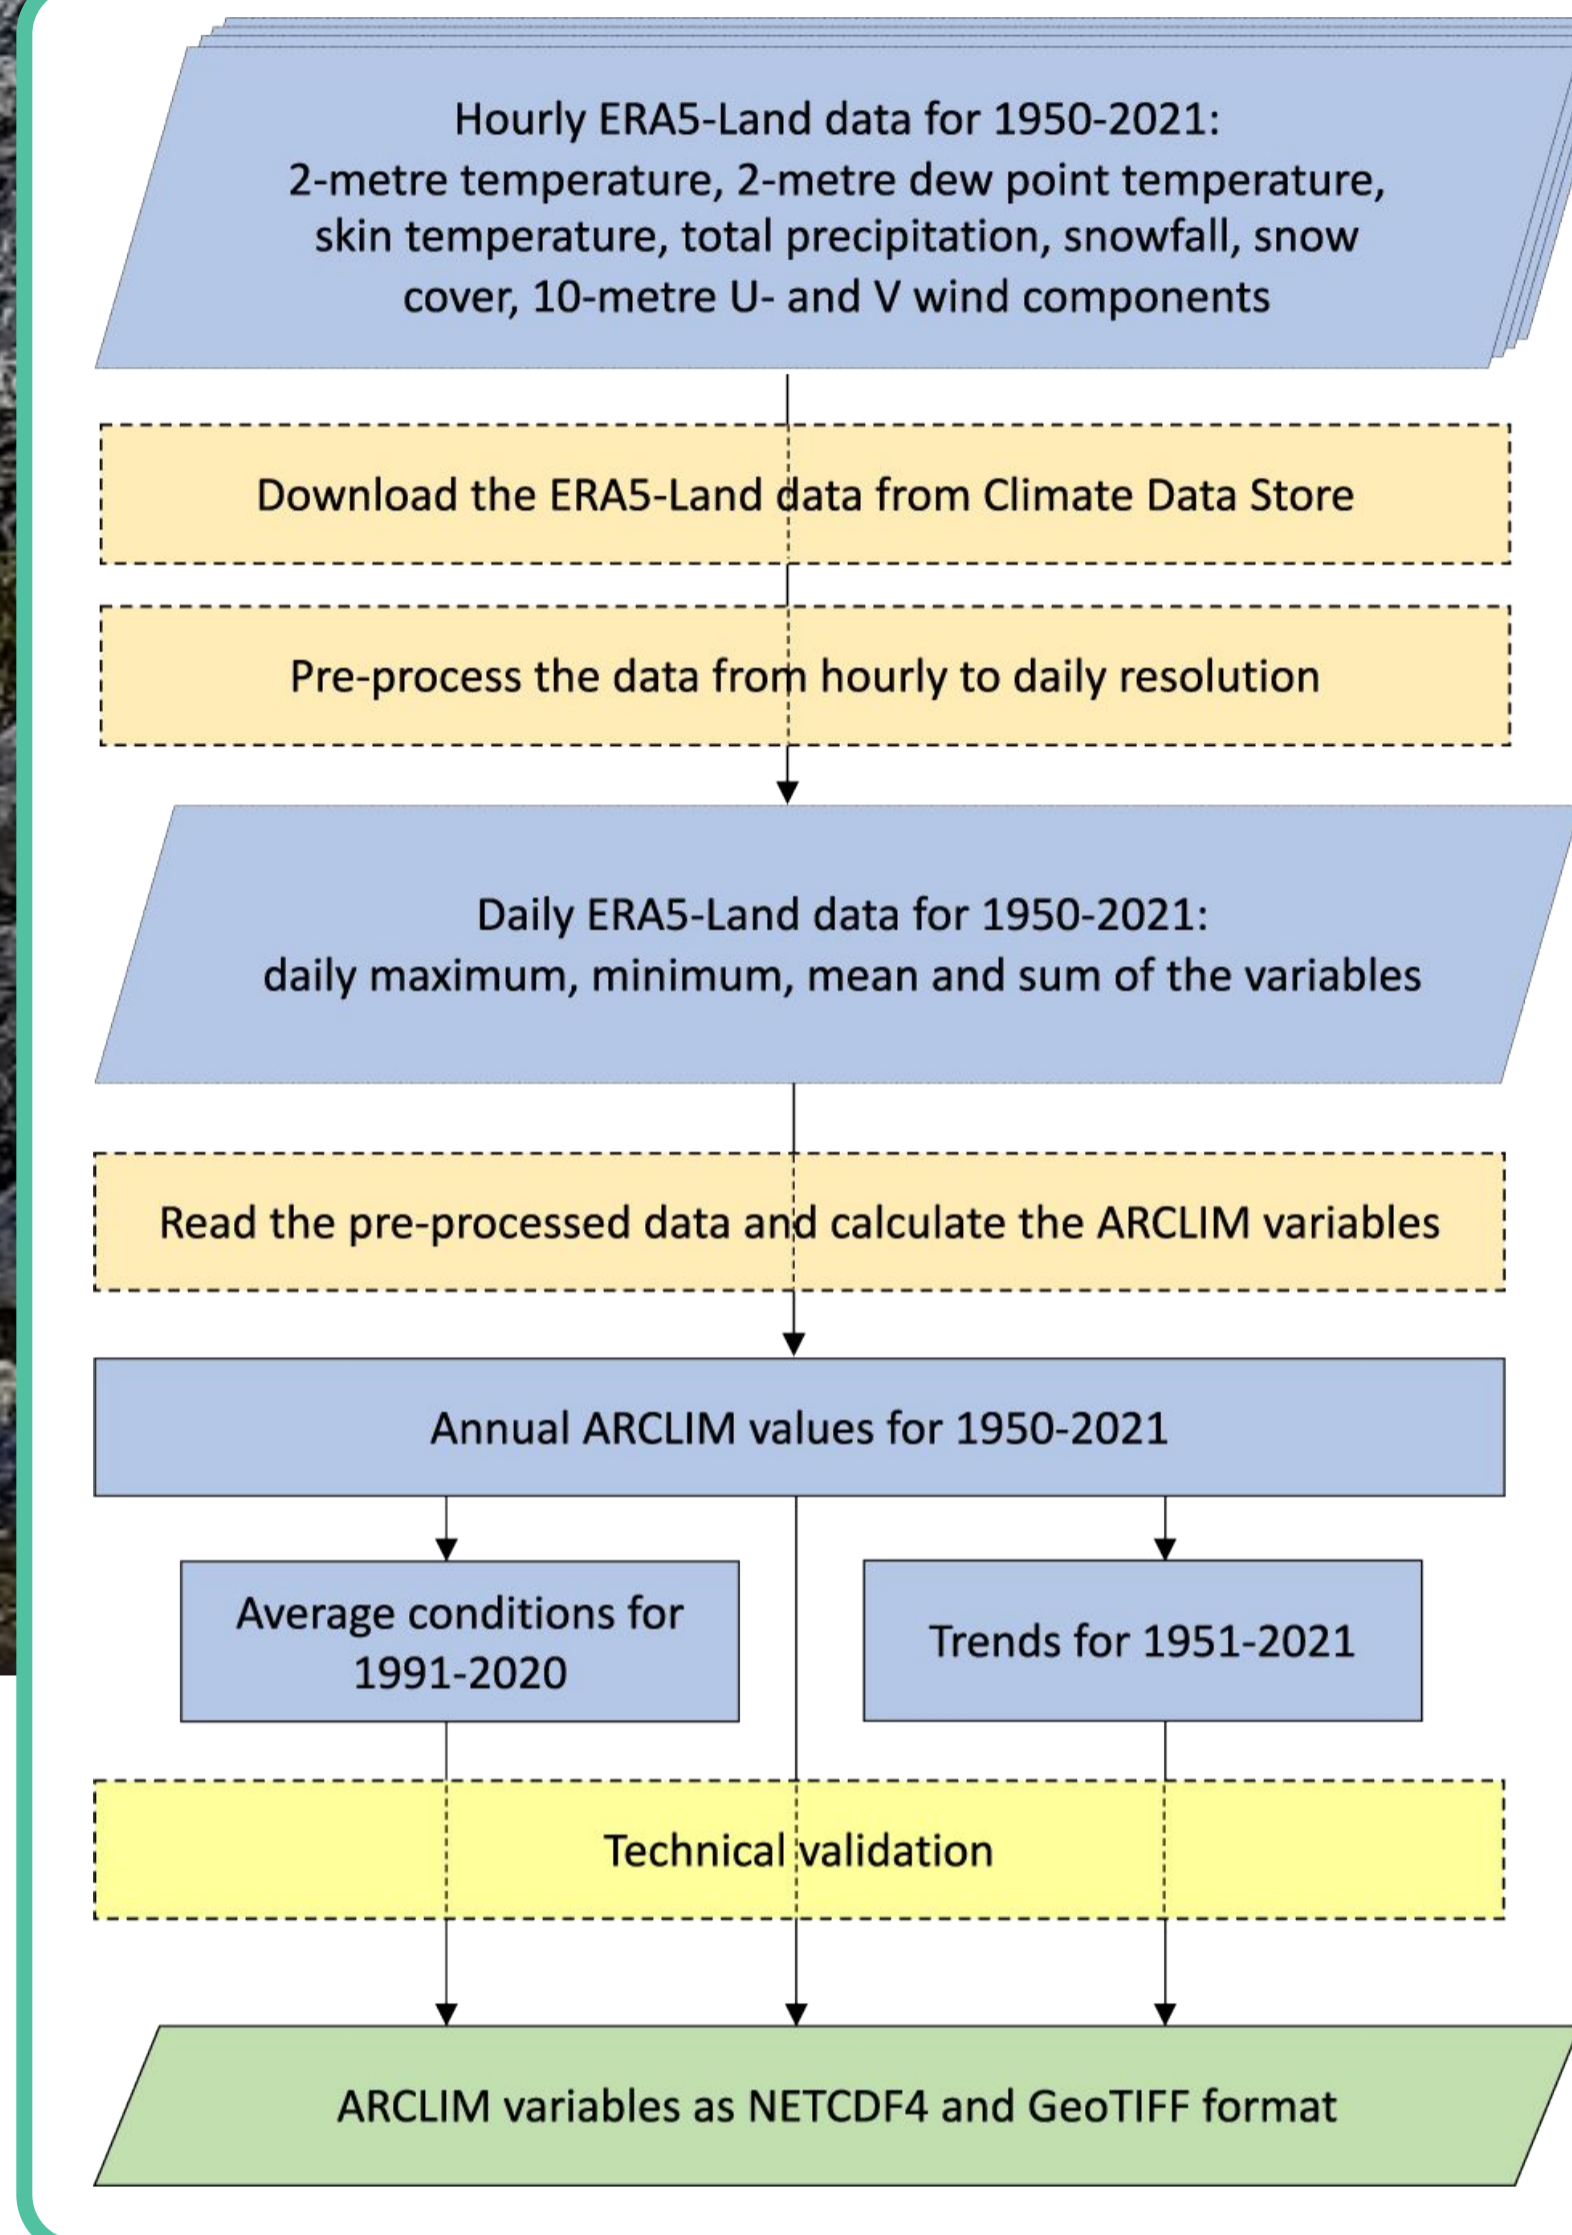 Hourly ERA5-Land data for 1950-2021:
2-metre temperature, 2-metre dew point temperature,
skin temperature, total precipitation, snowfall, snow
cover, 10-metre U- and V wind components
Download the ERA5-Land data from Climate Data Store
Pre-process the data from hourly to daily resolution
Daily ERA5-Land data for 1950-2021:
daily maximum, minimum, mean and sum of the variables
Read the pre-processed data and calculate the ARCLIM variables
Annual ARCLIM values for 1950-2021
Average conditions for
1991-2020
Trends for 1951-2021
Technical validation
ARCLIM variables as NETCDF4 and GeoTIFF format